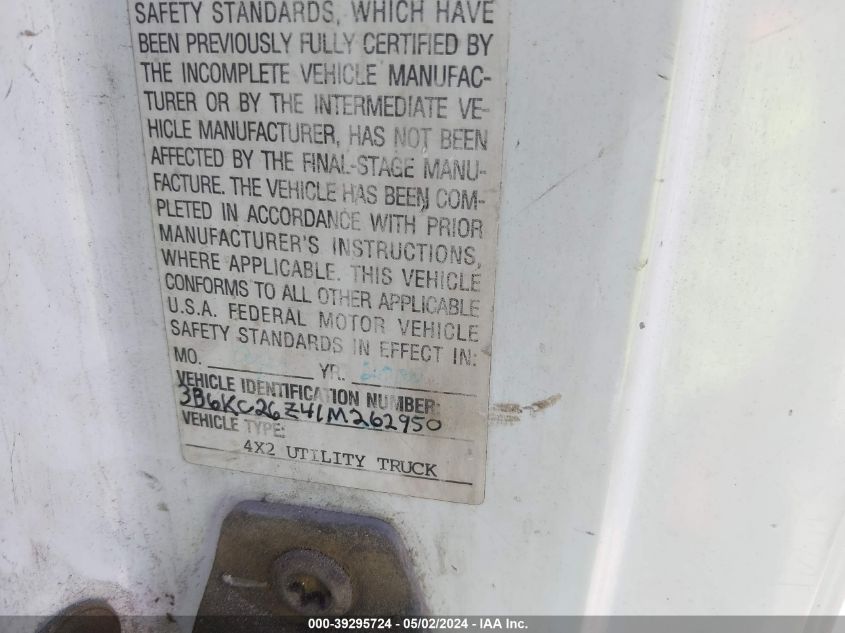 SAFETY STANDARDS, WHICH HAVE
BEEN PREVIOUSLY FULLY CERTIFIED BY
THE INCOMPLETE VEHICLE MANUFAC-
TURER OR BY THE INTERMEDIATE VE-
HICLE MANUFACTURER, HAS NOT BEEN
AFFECTED BY THE FINAL-STAGE MANU-
FACTURE. THE VEHICLE HAS BEEN COM-
PLETED IN ACCORDANCE WITH PRIOR
MANUFACTURER'S INSTRUCTIONS,
WHERE APPLICABLE. THIS VEHICLE
CONFORMS TO ALL OTHER APPLICABLE
U.S.A. FEDERAL MOTOR VEHICLE
SAFETY STANDARDS IN EFFECT IN:
MO. YR.
VEHICLE IDENTIFICATION NUMBER:
3B6KC26Z41M262950
VEHICLE TYPE:
4X2 UTILITY TRUCK
000-39295724 - 05/02/2024 - IAA Inc.